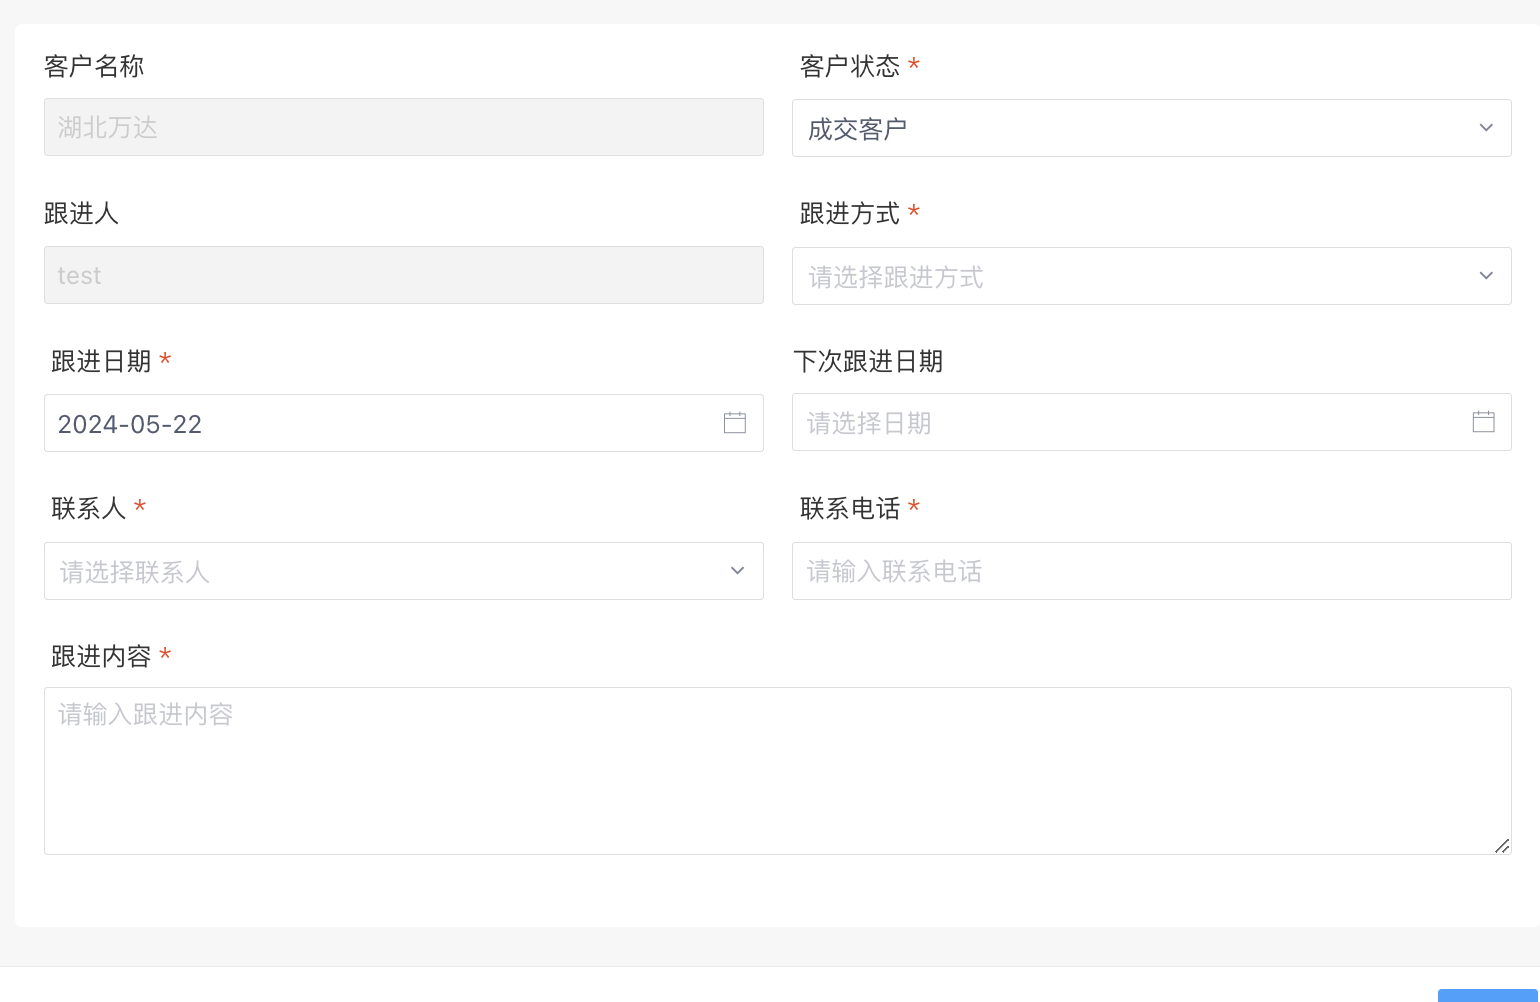 客户名称
客户状态 *
湖北万达
成交客户
跟进人
跟进方式 *
test
请选择跟进方式
跟进日期 *
下次跟进日期
2024-05-22
请选择日期
联系人 *
联系电话 *
请选择联系人
请输入联系电话
跟进内容 *
请输入跟进内容